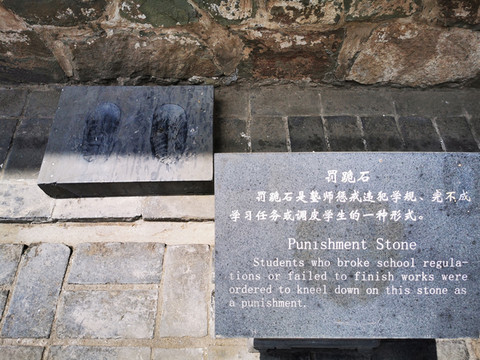 罚跪石
罚跪石是塾师惩戒违犯学规、完不成
学习任务或调皮学生的一种形式。
Punishment Stone
Students who broke school regula-
tions or failed to finish works were
ordered to kneel down on this stone as
a punishment.